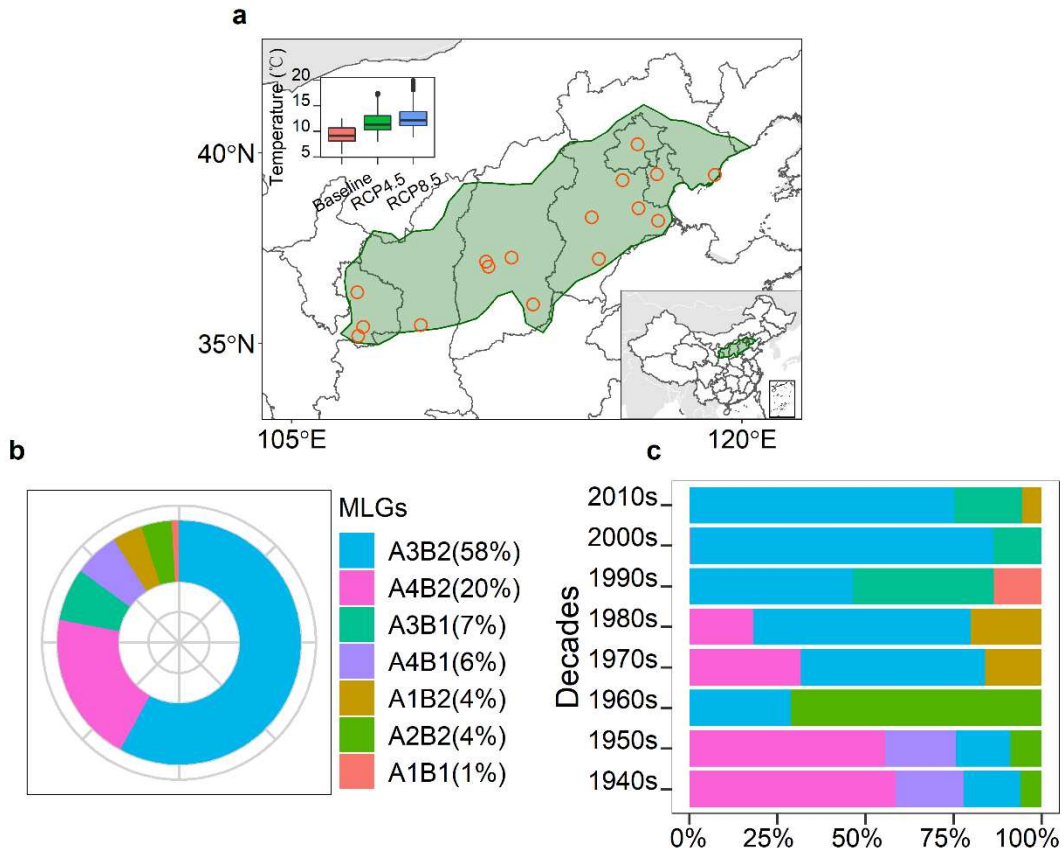 a
Temperature (℃)
20
15
10
5
Baseline
RCP4.5
RCP8.5
40°N
35°N
105°E
120°E
b
MLGs
A3B2(58%)
A4B2(20%)
A3B1(7%)
A4B1(6%)
A1B2(4%)
A2B2(4%)
A1B1(1%)
c
Decades
2010s
2000s
1990s
1980s
1970s
1960s
1950s
1940s
0% 25% 50% 75% 100%